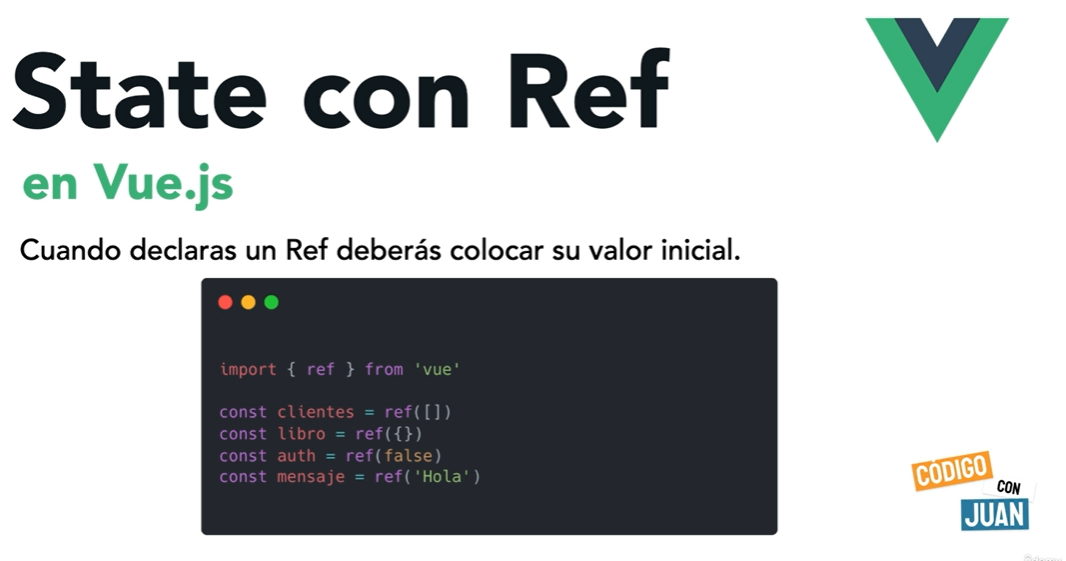 State con Ref
en Vue.js
Cuando declaras un Ref deberás colocar su valor inicial.
import { ref } from 'vue'
const clientes = ref([])
const libro = ref({})
const auth = ref(false)
const mensaje = ref('Hola')
CÓDIGO
CON
JUAN